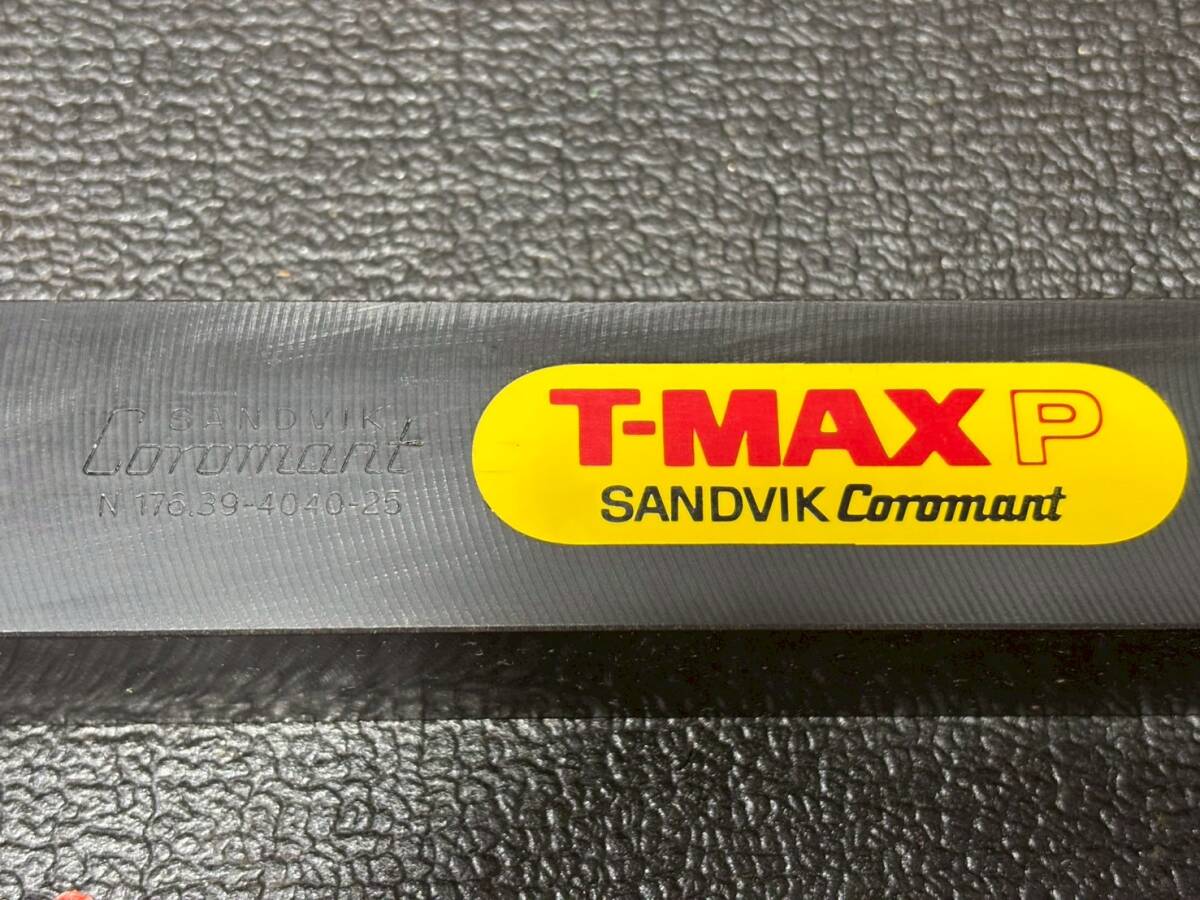 SANDVIK
Coromant
N 176.39-4040-25
T-MAX P
SANDVIK Coromant